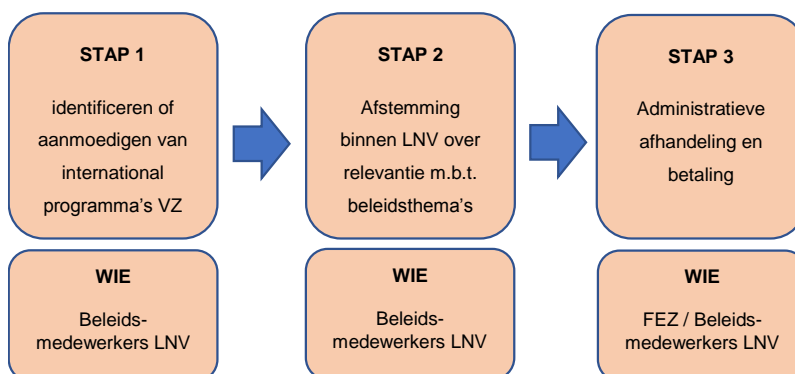 STAP 1
identificeren of
aanmoedigen van
international
programma's VZ
STAP 2
Afstemming
binnen LNV over
relevantie m.b.t.
beleidsthema's
STAP 3
Administratieve
afhandeling en
betaling
WIE
Beleids-
medewerkers LNV
WIE
Beleids-
medewerkers LNV
WIE
FEZ / Beleids-
medewerkers LNV